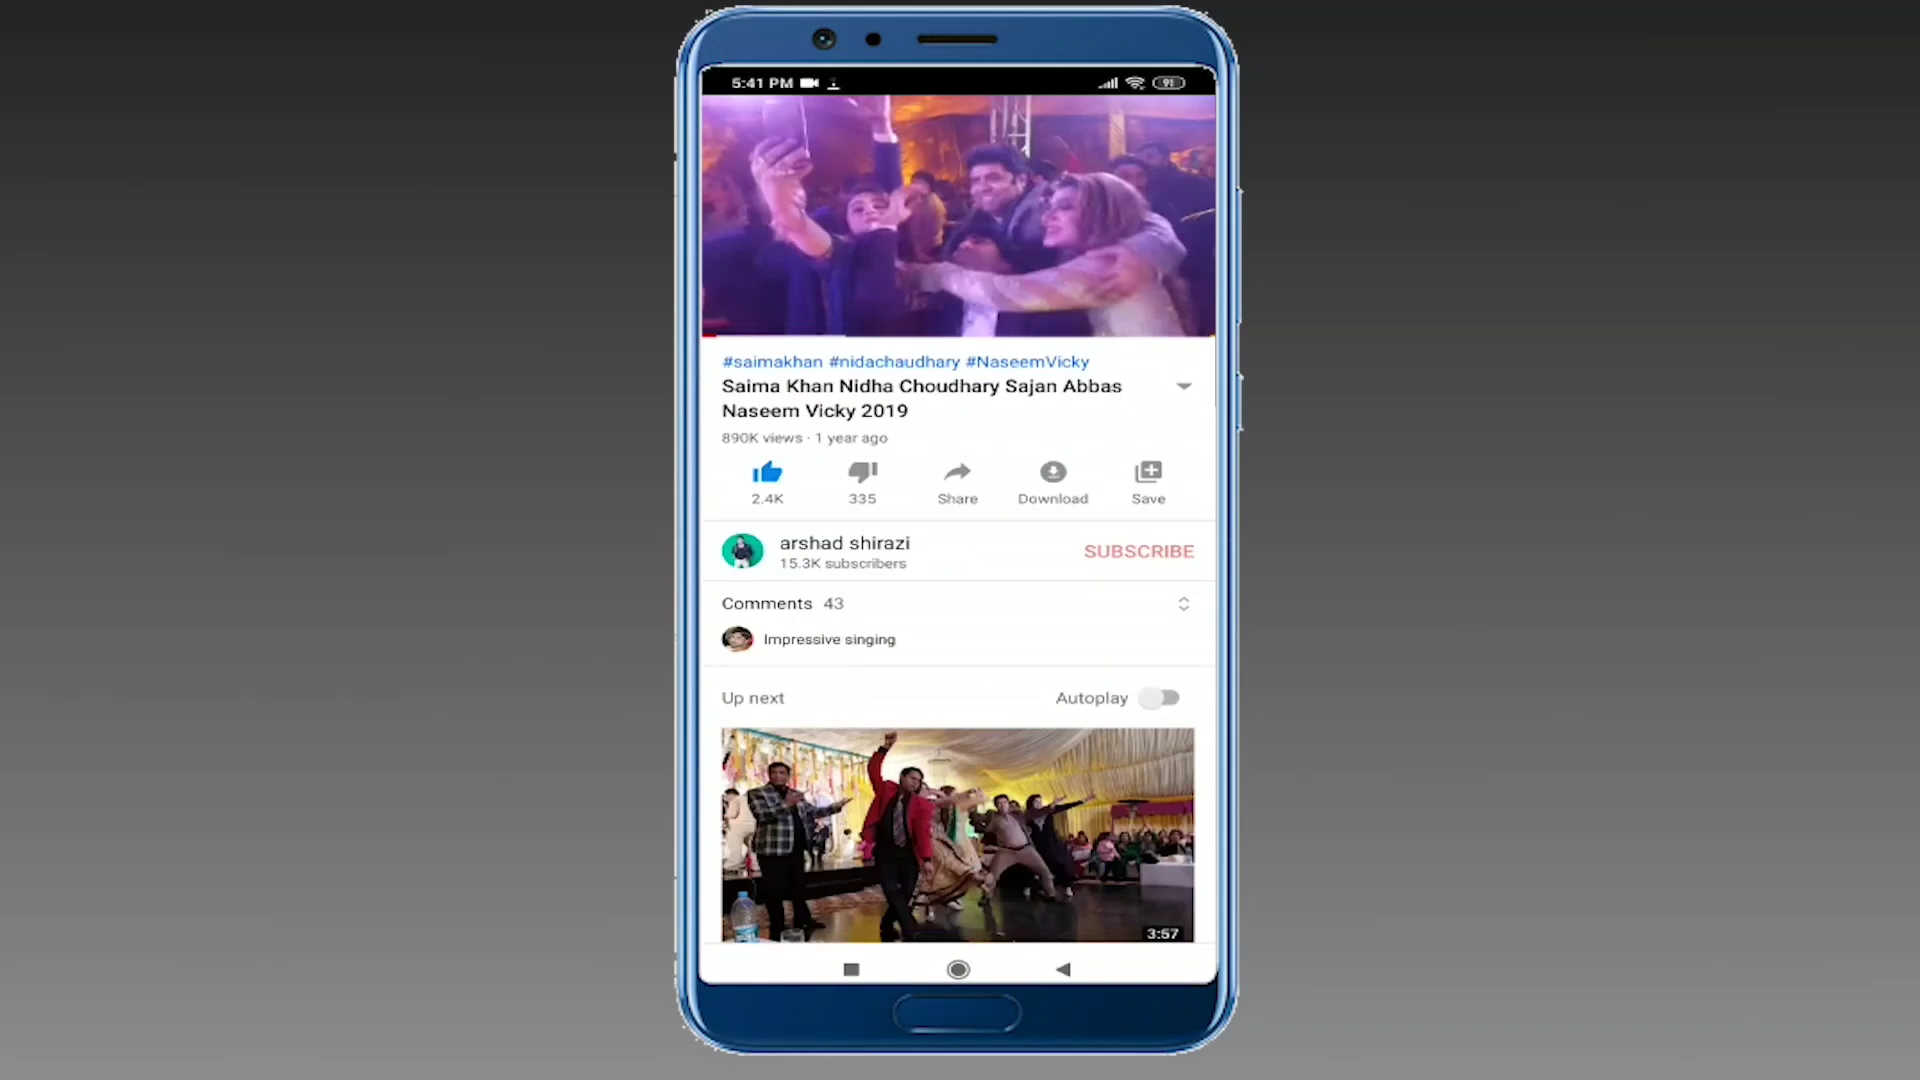 5:41 PM
91
#saimakhan #nidachaudhary #NaseemVicky
Saima Khan Nidha Choudhary Sajan Abbas
Naseem Vicky 2019
890K views · 1 year ago
2.4K
335
Share
Download
Save
arshad shirazi
15.3K subscribers
SUBSCRIBE
Comments 43
Impressive singing
Up next
Autoplay
3:57